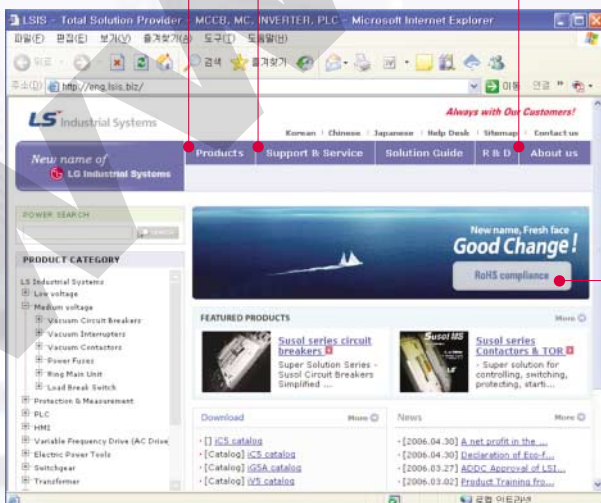 LSIS - Total Solution Provider - MCCB, MC, INVERTER, PLC - Microsoft Internet Explorer
파일(F) 편집(E) 보기(V) 즐겨찾기(A) 도구(T) 도움말(H)
뒤로 검색 즐겨찾기
주소(D) http://eng.lsis.biz/ 이동 연결 »
LS Industrial Systems
Always with Our Customers!
Korean Chinese Japanese Help Desk Sitemap Contact us
New name of
LG Industrial Systems
Products Support & Service Solution Guide R & D About us
POWER SEARCH
SEARCH
New name, Fresh face
Good Change!
RoHS compliance
PRODUCT CATEGORY
LS Industrial Systems
Low voltage
Medium voltage
Vacuum Circuit Breakers
Vacuum Interrupters
Vacuum Contactors
Power Fuses
Ring Main Unit
Load Break Switch
Protection & Measurement
PLC
HMI
Variable Frequency Drive (AC Drive
Electric Power Tools
Switchgear
Transformer
FEATURED PRODUCTS More
Susol series circuit
breakers
Super Solution Series -
Susol Circuit Breakers
Simplified ...
Susol MS
Susol series
Contactors & TOR
- Super solution for
controlling, switching,
protecting, starti...
Download More
· [] iC5 catalog
· [Catalog] iC5 catalog
· [Catalog] iG5A catalog
· [Catalog] iV5 catalog
News More
· [2006.04.30] A net profit in the ...
· [2006.04.30] Declaration of Eco-f...
· [2006.03.27] ADDC Approval of LSI...
· [2006.03.02] Product Training fro...
로컬 인트라넷